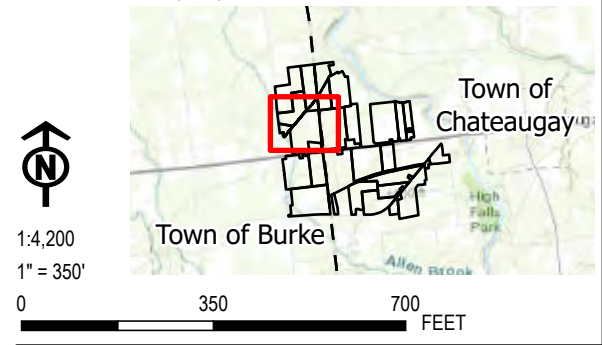 Town of
Chateaugay
High
Falls
Park
Town of Burke
Allen Brook
N
1:4,200
1" = 350'
0 350 700
FEET